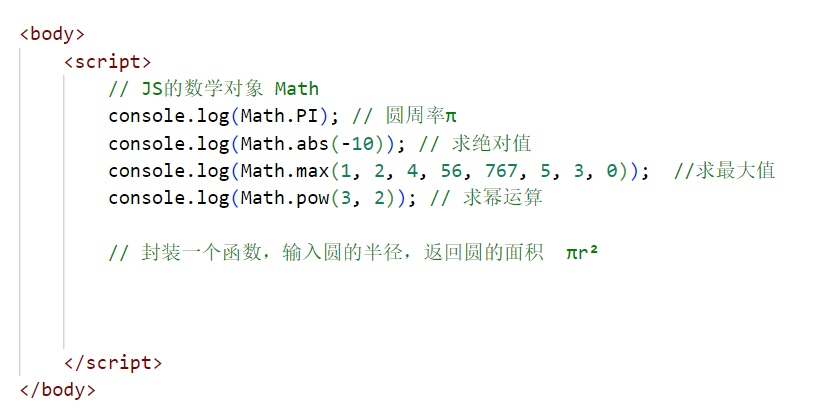 <body>
<script>
// JS的数学对象 Math
console.log(Math.PI); // 圆周率π
console.log(Math.abs(-10)); // 求绝对值
console.log(Math.max(1, 2, 4, 56, 767, 5, 3, 0));  //求最大值
console.log(Math.pow(3, 2)); // 求幂运算
// 封装一个函数，输入圆的半径，返回圆的面积  πr²
</script>
</body>